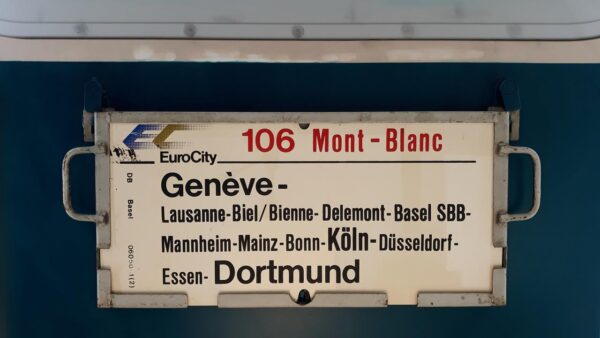 106 Mont-Blanc
EuroCity
Genève-
Lausanne-Biel/Bienne-Delemont-Basel SBB-
Mannheim-Mainz-Bonn-Köln-Düsseldorf-
Essen-Dortmund
DB Basel